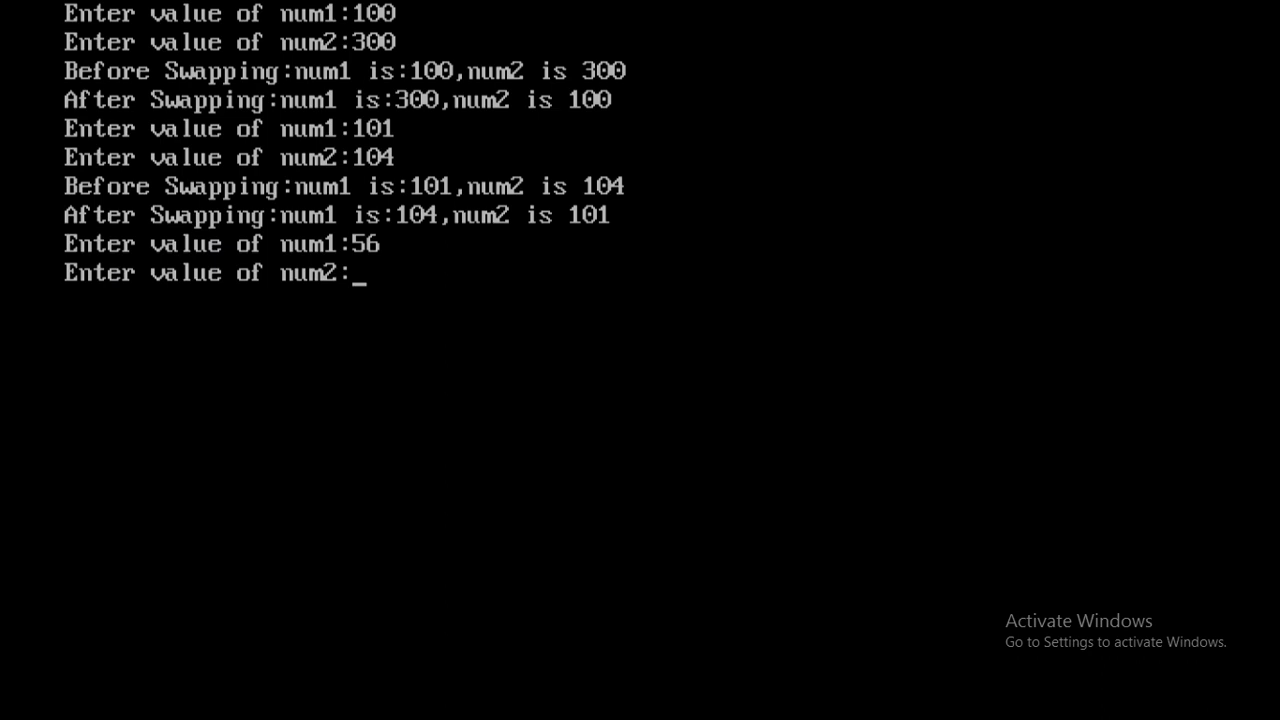 Enter value of num1:100
Enter value of num2:300
Before Swapping:num1 is:100,num2 is 300
After Swapping:num1 is:300,num2 is 100
Enter value of num1:101
Enter value of num2:104
Before Swapping:num1 is:101,num2 is 104
After Swapping:num1 is:104,num2 is 101
Enter value of num1:56
Enter value of num2:_
Activate Windows
Go to Settings to activate Windows.